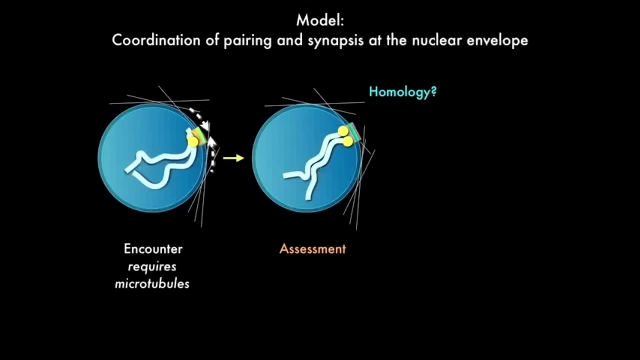 Model:
Coordination of pairing and synapsis at the nuclear envelope
Homology?
Encounter
requires
microtubules
Assessment